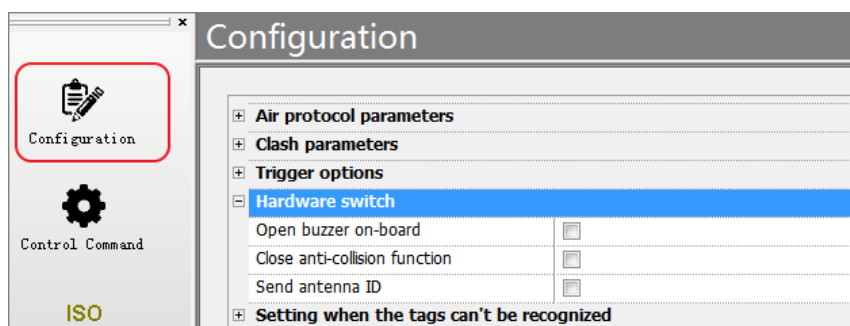 Configuration
Configuration
Control Command
ISO
Air protocol parameters
Clash parameters
Trigger options
Hardware switch
Open buzzer on-board
Close anti-collision function
Send antenna ID
Setting when the tags can't be recognized